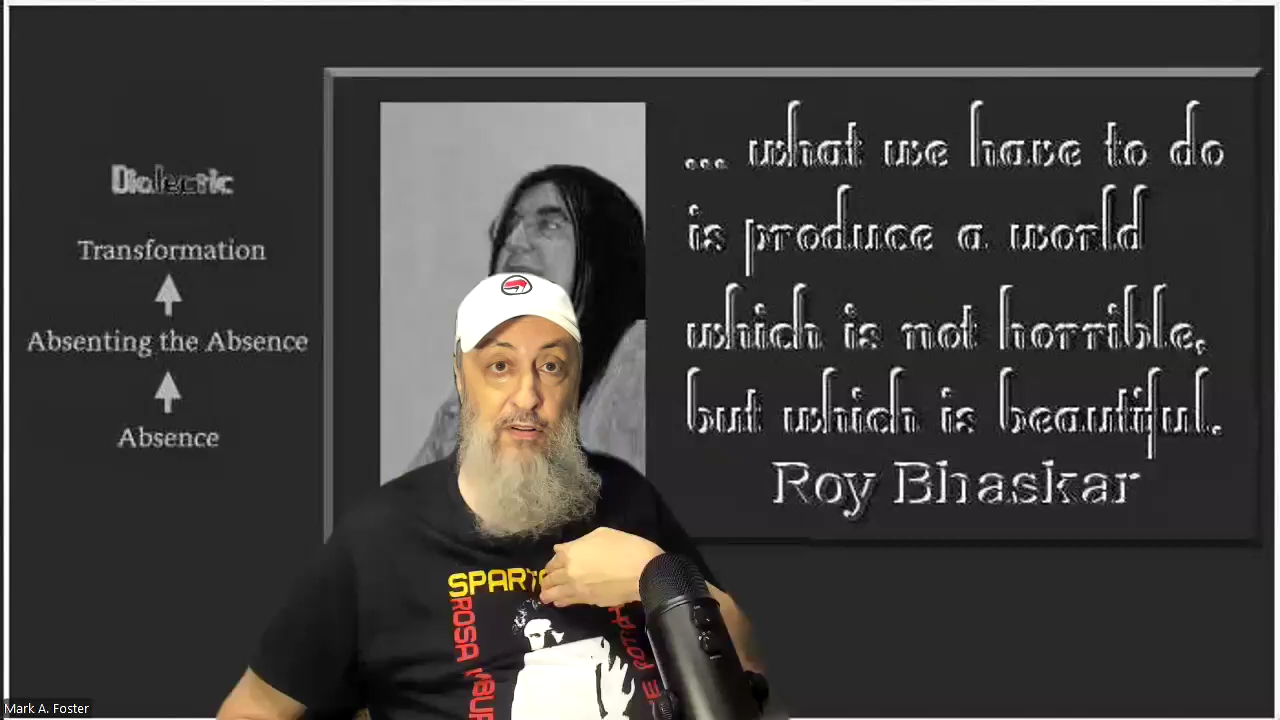 Dialectic
Transformation
Absenting the Absence
Absence
... what we have to do
is produce a world
which is not horrible,
but which is beautiful.
Roy Bhaskar
ROSA
Mark A. Foster